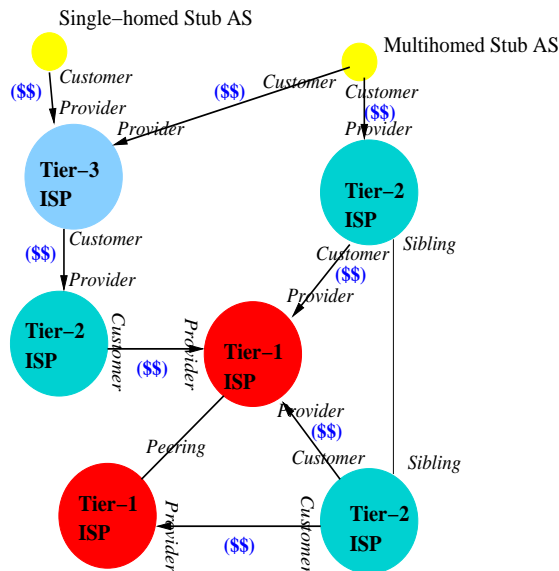 Single−homed Stub AS
Multihomed Stub AS
Customer
($$)
Provider
Customer
($$)
Provider
Customer
($$)
Provider
Tier−3
ISP
Tier−2
ISP
Customer
($$)
Provider
Sibling
Customer
($$)
Provider
Tier−2
ISP
Customer
($$)
Provider
Tier−1
ISP
Provider
($$)
Customer
Peering
Sibling
Tier−1
ISP
Provider
($$)
Customer
Tier−2
ISP